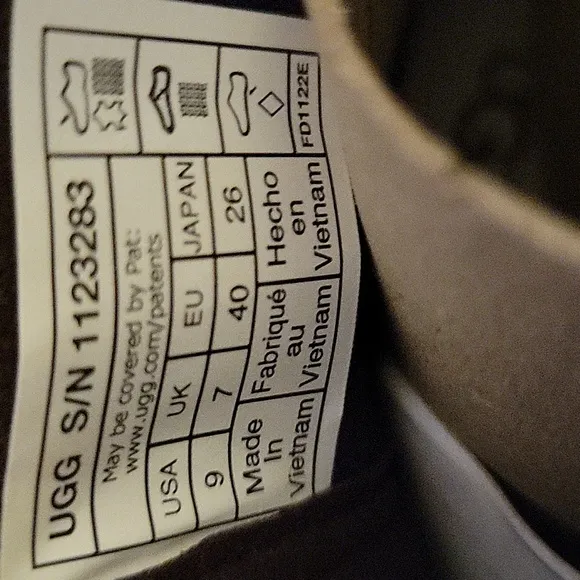 UGG S/N 1123283
May be covered by Pat:
www.ugg.com/patents
USA UK EU JAPAN
9 7 40 26
Made In Vietnam
Fabriqué au Vietnam
Hecho en Vietnam
FD1122E